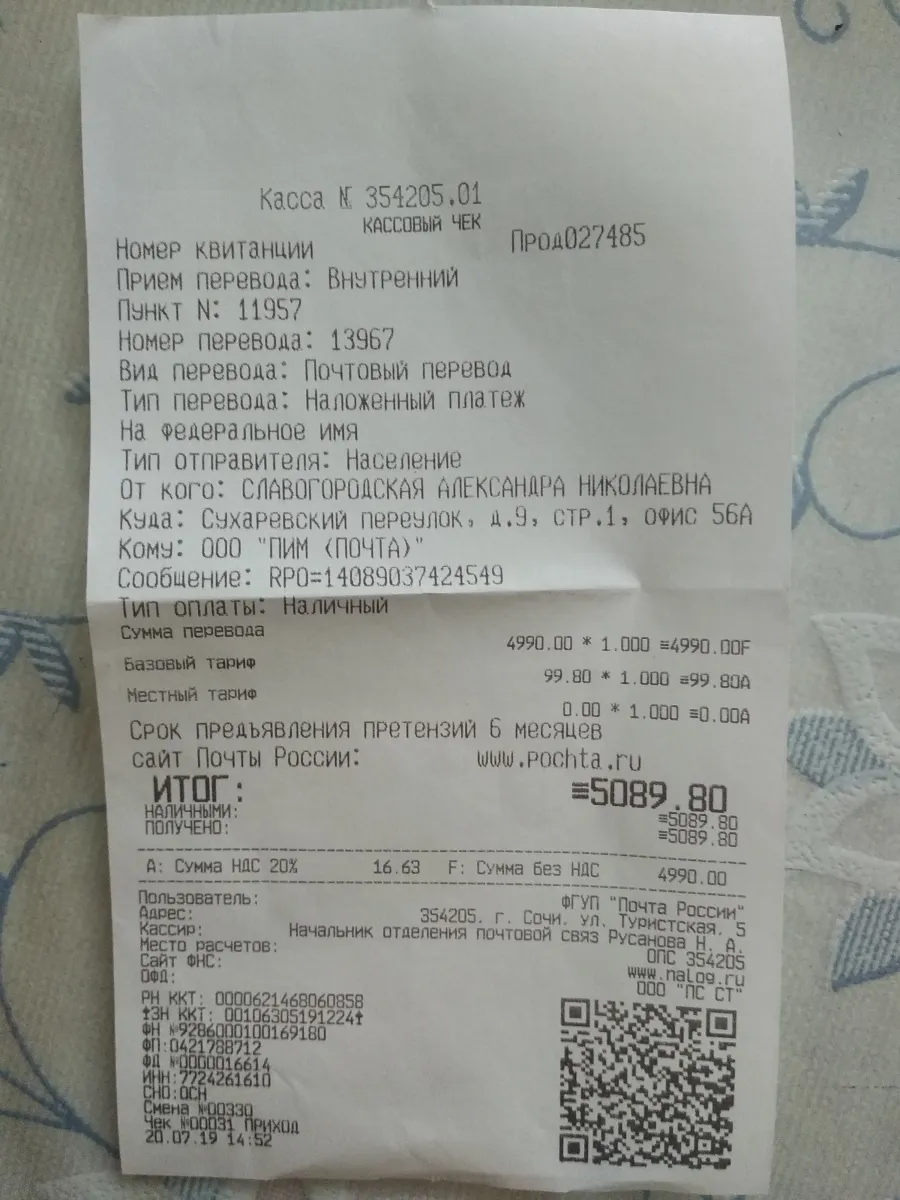 Касса № 354205.01
КАССОВЫЙ ЧЕК
Номер квитанции Прод027485
Прием перевода: Внутренний
Пункт N: 11957
Номер перевода: 13967
Вид перевода: Почтовый перевод
Тип перевода: Наложенный платеж
На федеральное имя
Тип отправителя: Население
От кого: СЛАВОГОРОДСКАЯ АЛЕКСАНДРА НИКОЛАЕВНА
Куда: Сухаревский переулок, д.9, СТР.1, ОФИС 56А
Кому: ООО "ПИМ (ПОЧТА)"
Сообщение: RPO=14089037424549
Тип оплаты: Наличный
Сумма перевода
4990.00 * 1.000 ≡4990.00F
Базовый тариф
99.80 * 1.000 ≡99.80A
Местный тариф
0.00 * 1.000 ≡0.00A
Срок предъявления претензий 6 месяцев
сайт Почты России: www.pochta.ru
ИТОГ: ≡5089.80
НАЛИЧНЫМИ: ≡5089.80
ПОЛУЧЕНО: ≡5089.80
А: Сумма НДС 20% 16.63 F: Сумма без НДС 4990.00
Пользователь: ФГУП "Почта России"
Адрес: 354205. г. Сочи. ул. Туристская. 5
Кассир: Начальник отделения почтовой связ Русанова Н. А.
Место расчетов: ОПС 354205
Сайт ФНС: www.nalog.ru
ОФД: ООО "ПС СТ"
РН ККТ: 0000621468060858
†ЗН ККТ: 00106305191224†
ФН №9286000100169180
ФП:0421788712
ФД №0000016614
ИНН:7724261610
СНО:ОСН
Смена №00330
Чек №00031 ПРИХОД
20.07.19 14:52